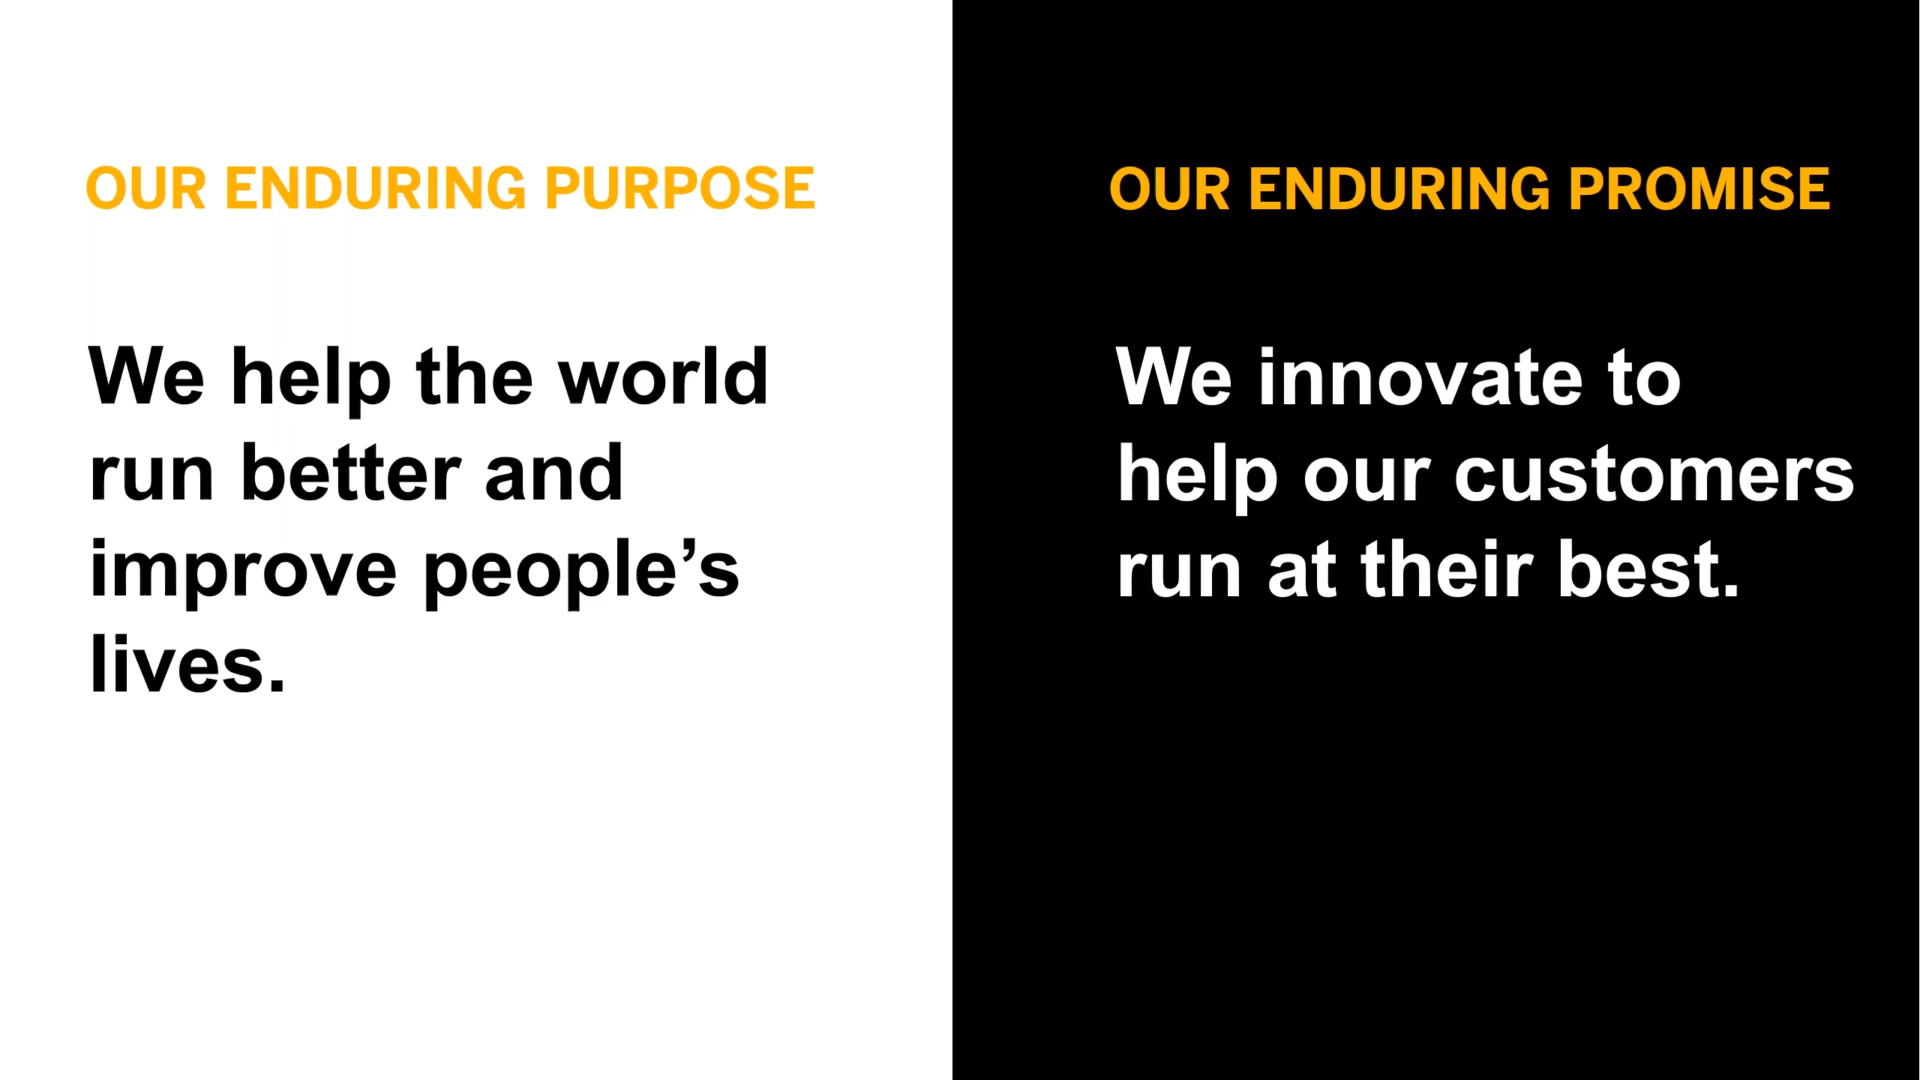 OUR ENDURING PURPOSE
We help the world
run better and
improve people’s
lives.
OUR ENDURING PROMISE
We innovate to
help our customers
run at their best.